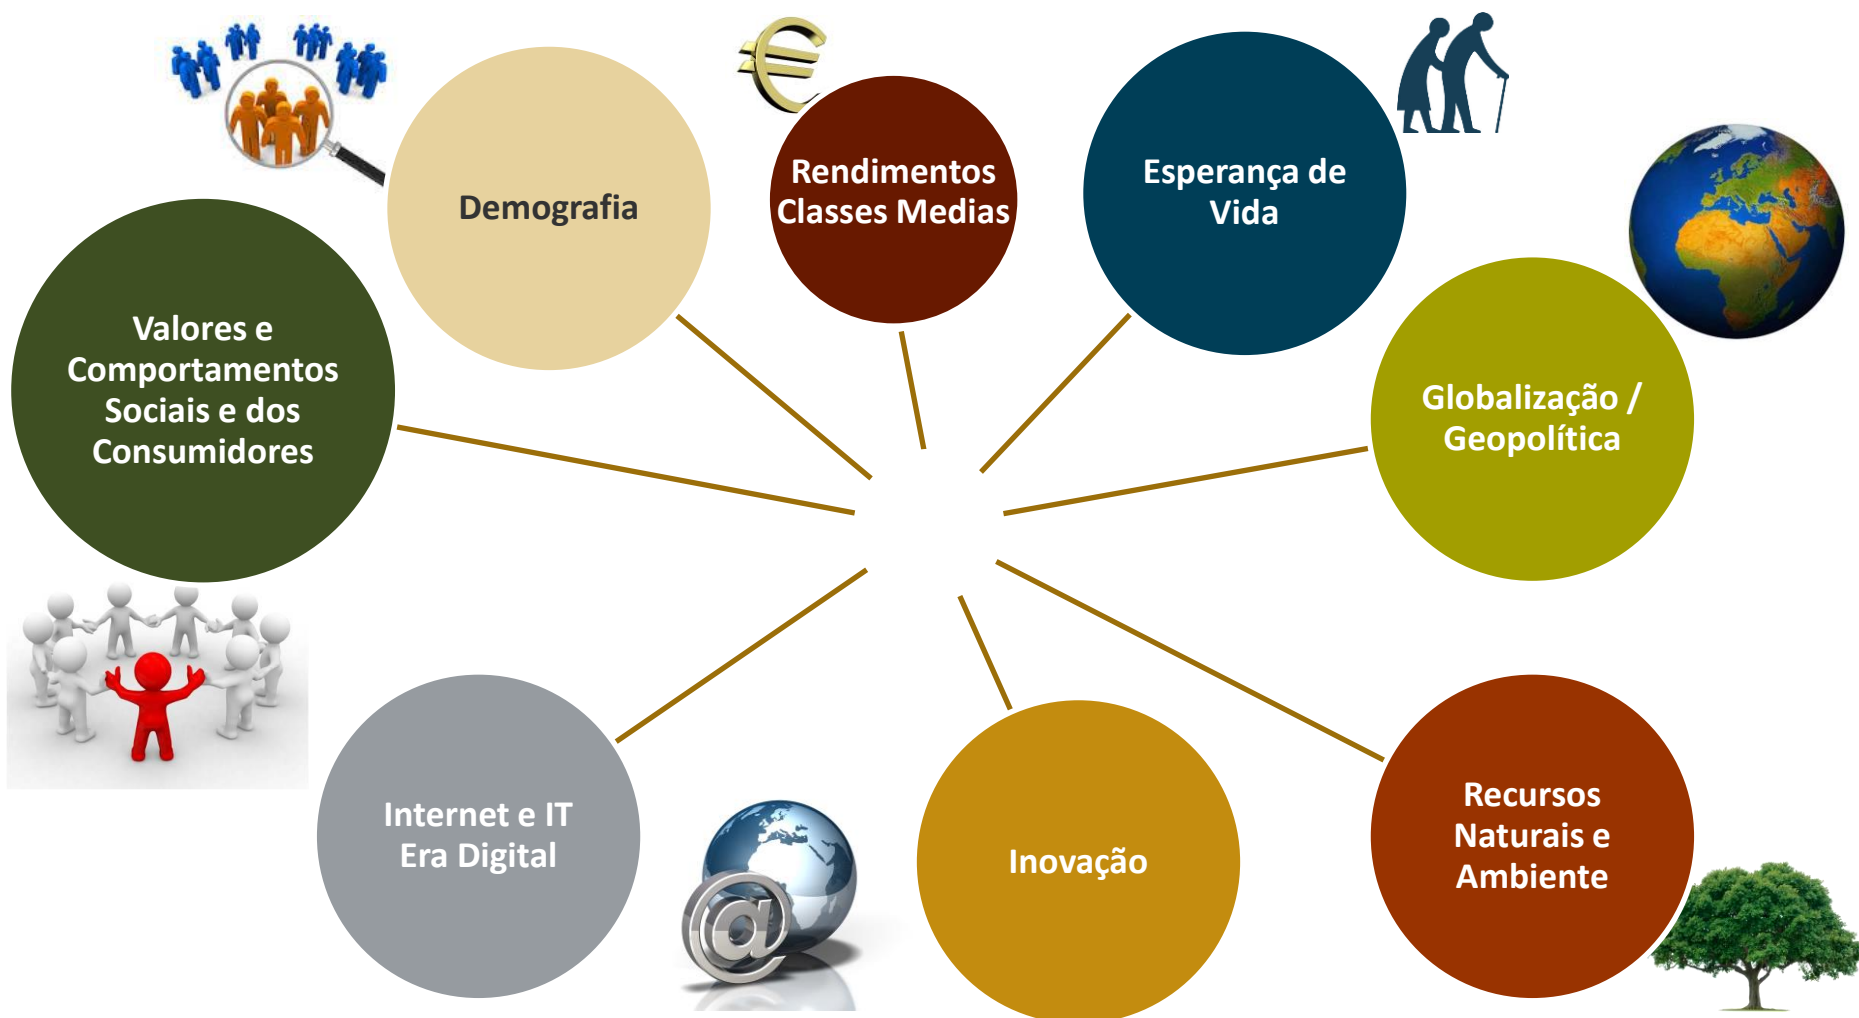 Demografia
Rendimentos
Classes Medias
Esperança de
Vida
Valores e
Comportamentos
Sociais e dos
Consumidores
Globalização /
Geopolítica
Internet e IT
Era Digital
@
Inovação
Recursos
Naturais e
Ambiente